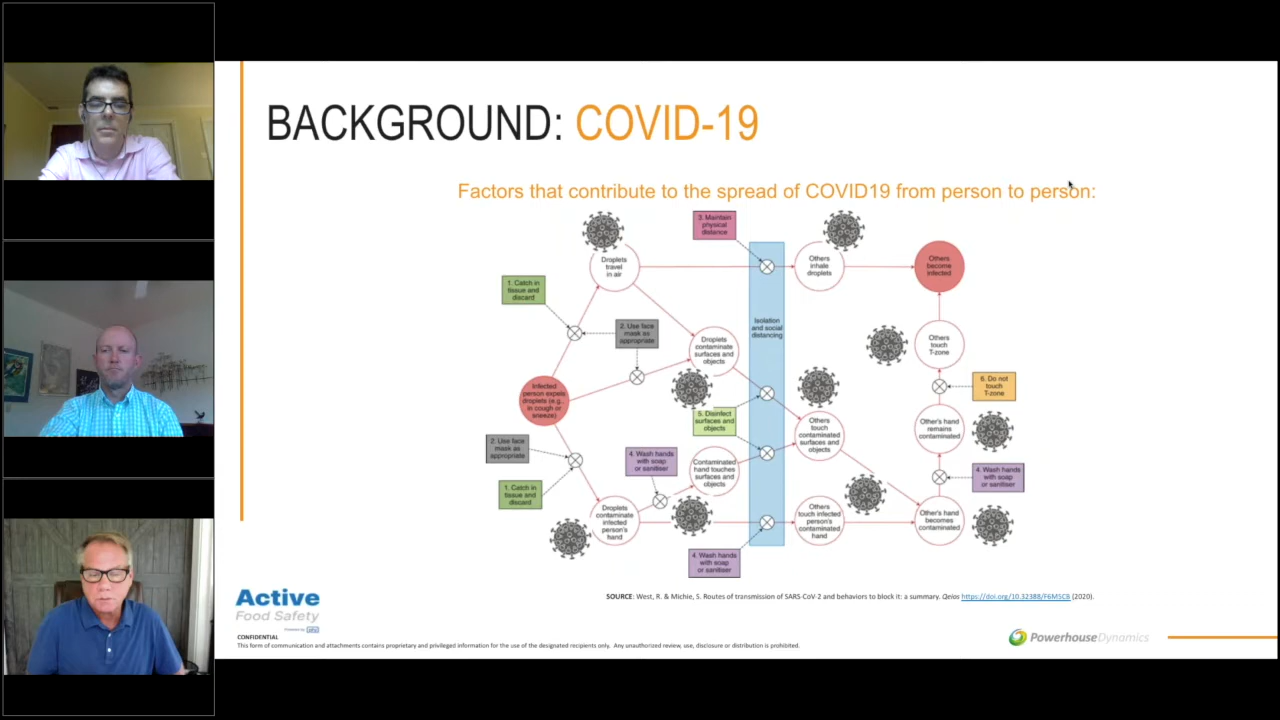 BACKGROUND: COVID-19
Factors that contribute to the spread of COVID19 from person to person:
3. Maintain
physical
distance
Droplets
travel
in air
Others
inhale
droplets
Others
become
infected
1. Catch in
tissue and
discard
2. Use face
mask as
appropriate
Isolation
and social
distancing
Droplets
contaminate
surfaces and
objects
Others
touch
T-zone
Infected
person expels
droplets (e.g.,
in cough or
sneeze)
6. Do not
touch
T-zone
5. Disinfect
surfaces and
objects
Others
touch
contaminated
surfaces and
objects
Other's hand
remains
contaminated
2. Use face
mask as
appropriate
4. Wash hands
with soap
or sanitiser
Contaminated
hand touches
surfaces and
objects
4. Wash hands
with soap
or sanitiser
1. Catch in
tissue and
discard
Droplets
contaminate
infected
person's
hand
Others
touch infected
person's
contaminated
hand
Other's hand
becomes
contaminated
4. Wash hands
with soap
or sanitiser
SOURCE: West, R. & Michie, S. Routes of transmission of SARS-CoV-2 and behaviors to block it: a summary. Qeios https://doi.org/10.32388/F6M5CB (2020).
Active
Food Safety
CONFIDENTIAL
This form of communication and attachments contains proprietary and privileged information for the use of the designated recipients only. Any unauthorized review, use, disclosure or distribution is prohibited.
PowerhouseDynamics